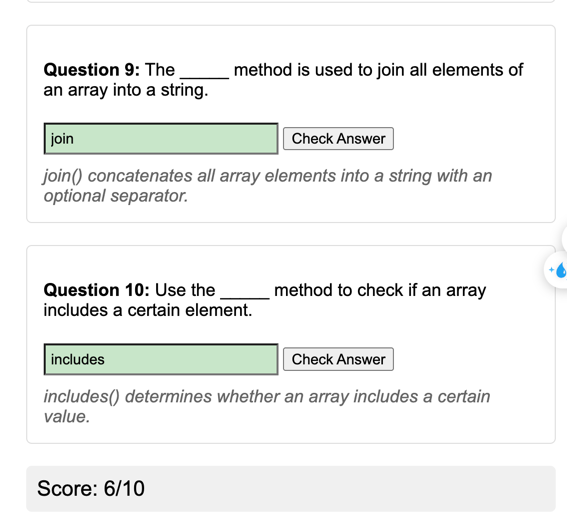 Question 9: The _____ method is used to join all elements of
an array into a string.
join
Check Answer
join() concatenates all array elements into a string with an
optional separator.
Question 10: Use the _____ method to check if an array
includes a certain element.
includes
Check Answer
includes() determines whether an array includes a certain
value.
Score: 6/10